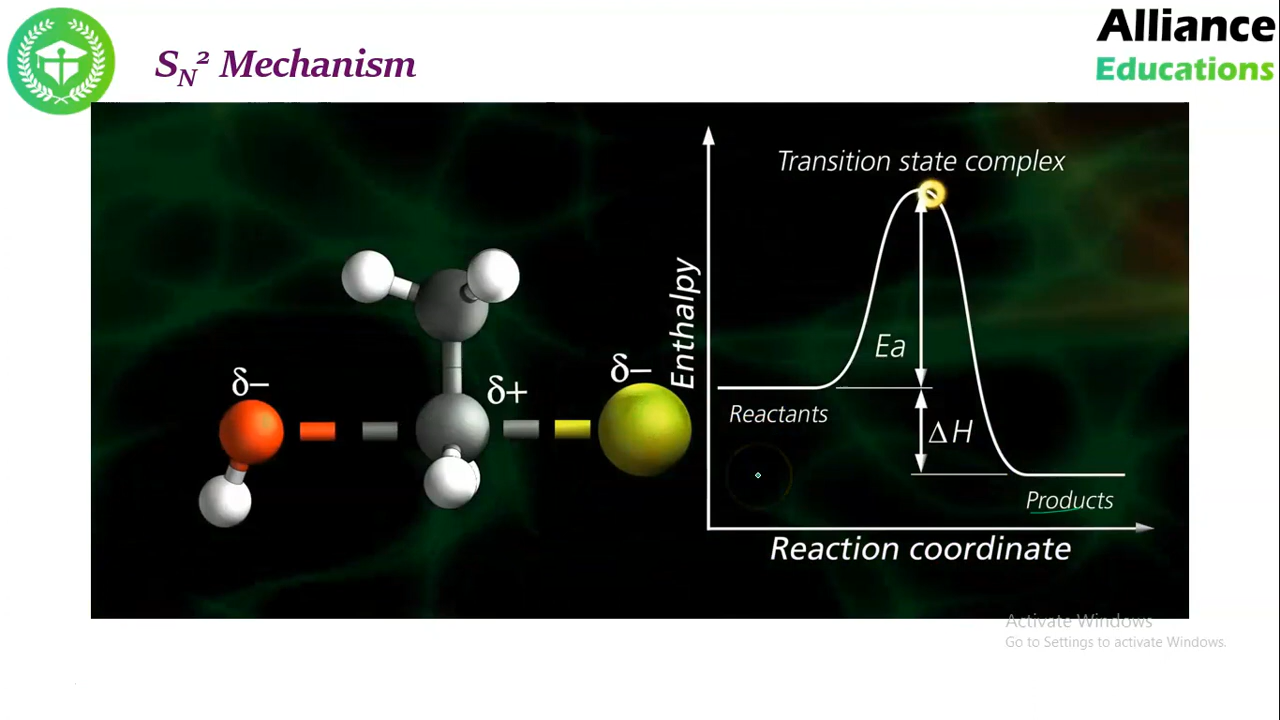 Alliance
Educations
S_N² Mechanism
Transition state complex
Enthalpy
Ea
δ−
δ+
δ−
Reactants
ΔH
Products
Reaction coordinate
Activate Windows
Go to Settings to activate Windows.